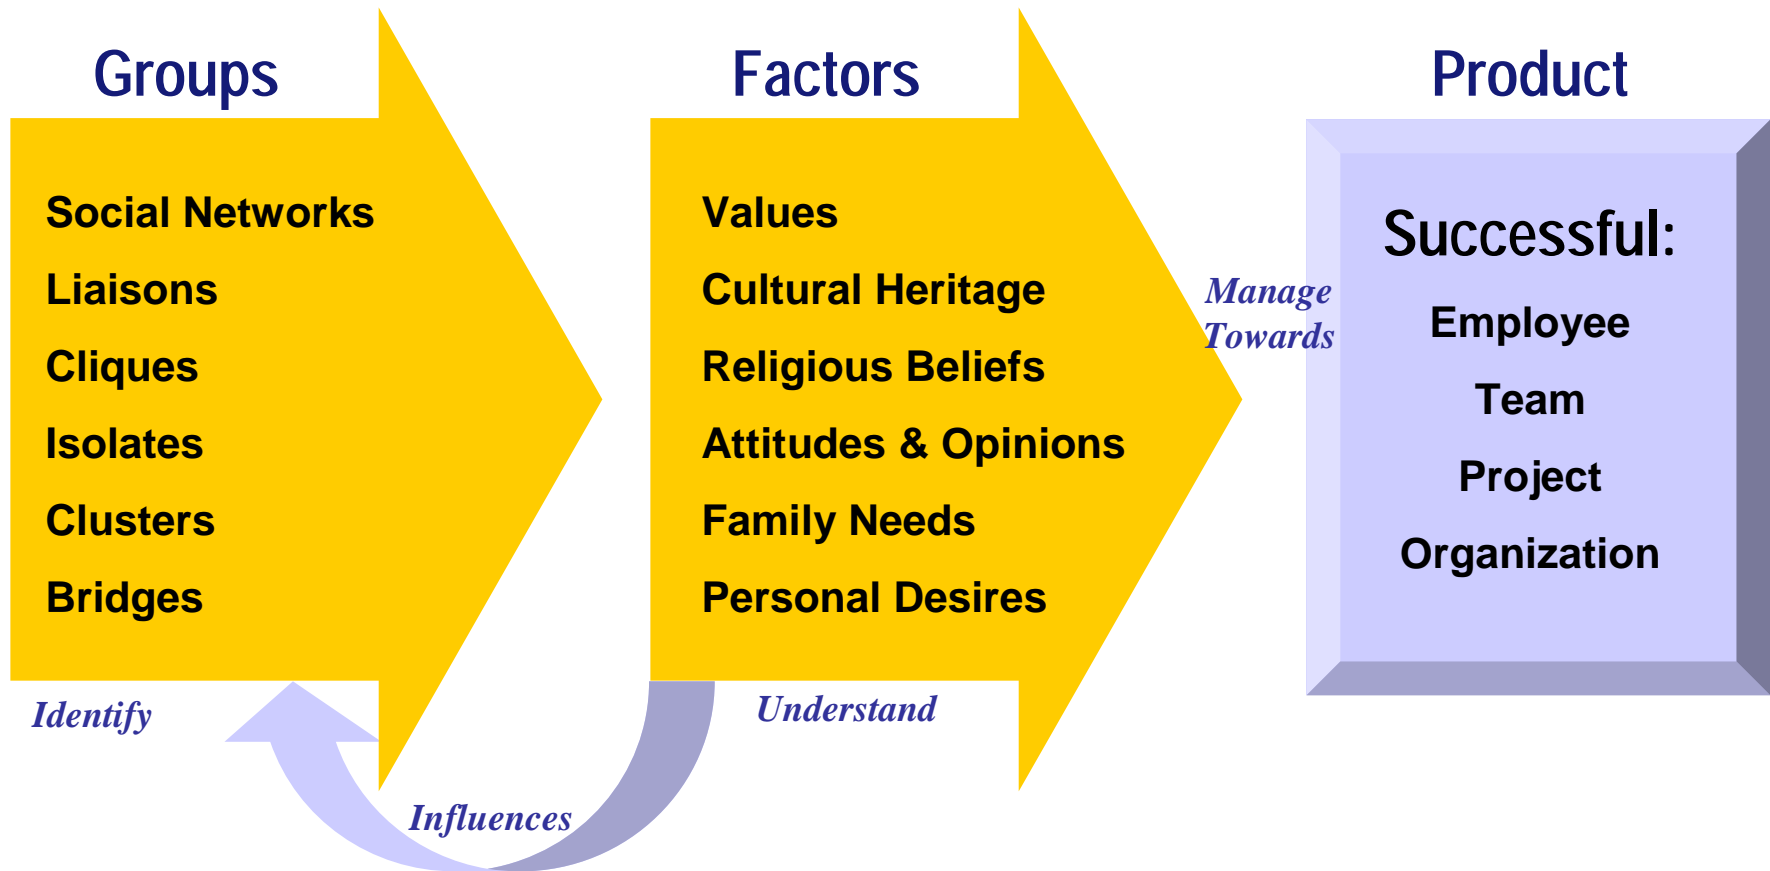 Groups
Social Networks
Liaisons
Cliques
Isolates
Clusters
Bridges
Identify
Influences
Factors
Values
Cultural Heritage
Religious Beliefs
Attitudes & Opinions
Family Needs
Personal Desires
Understand
Manage
Towards
Product
Successful:
Employee
Team
Project
Organization